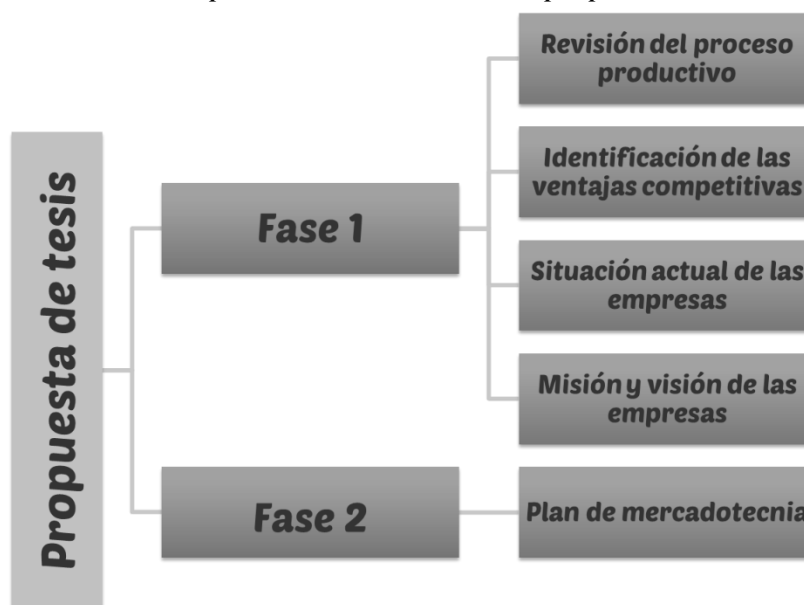 Propuesta de tesis
Fase 1
Revisión del proceso
productivo
Identificación de las
ventajas competitivas
Situación actual de las
empresas
Misión y visión de las
empresas
Fase 2
Plan de mercadotecnia